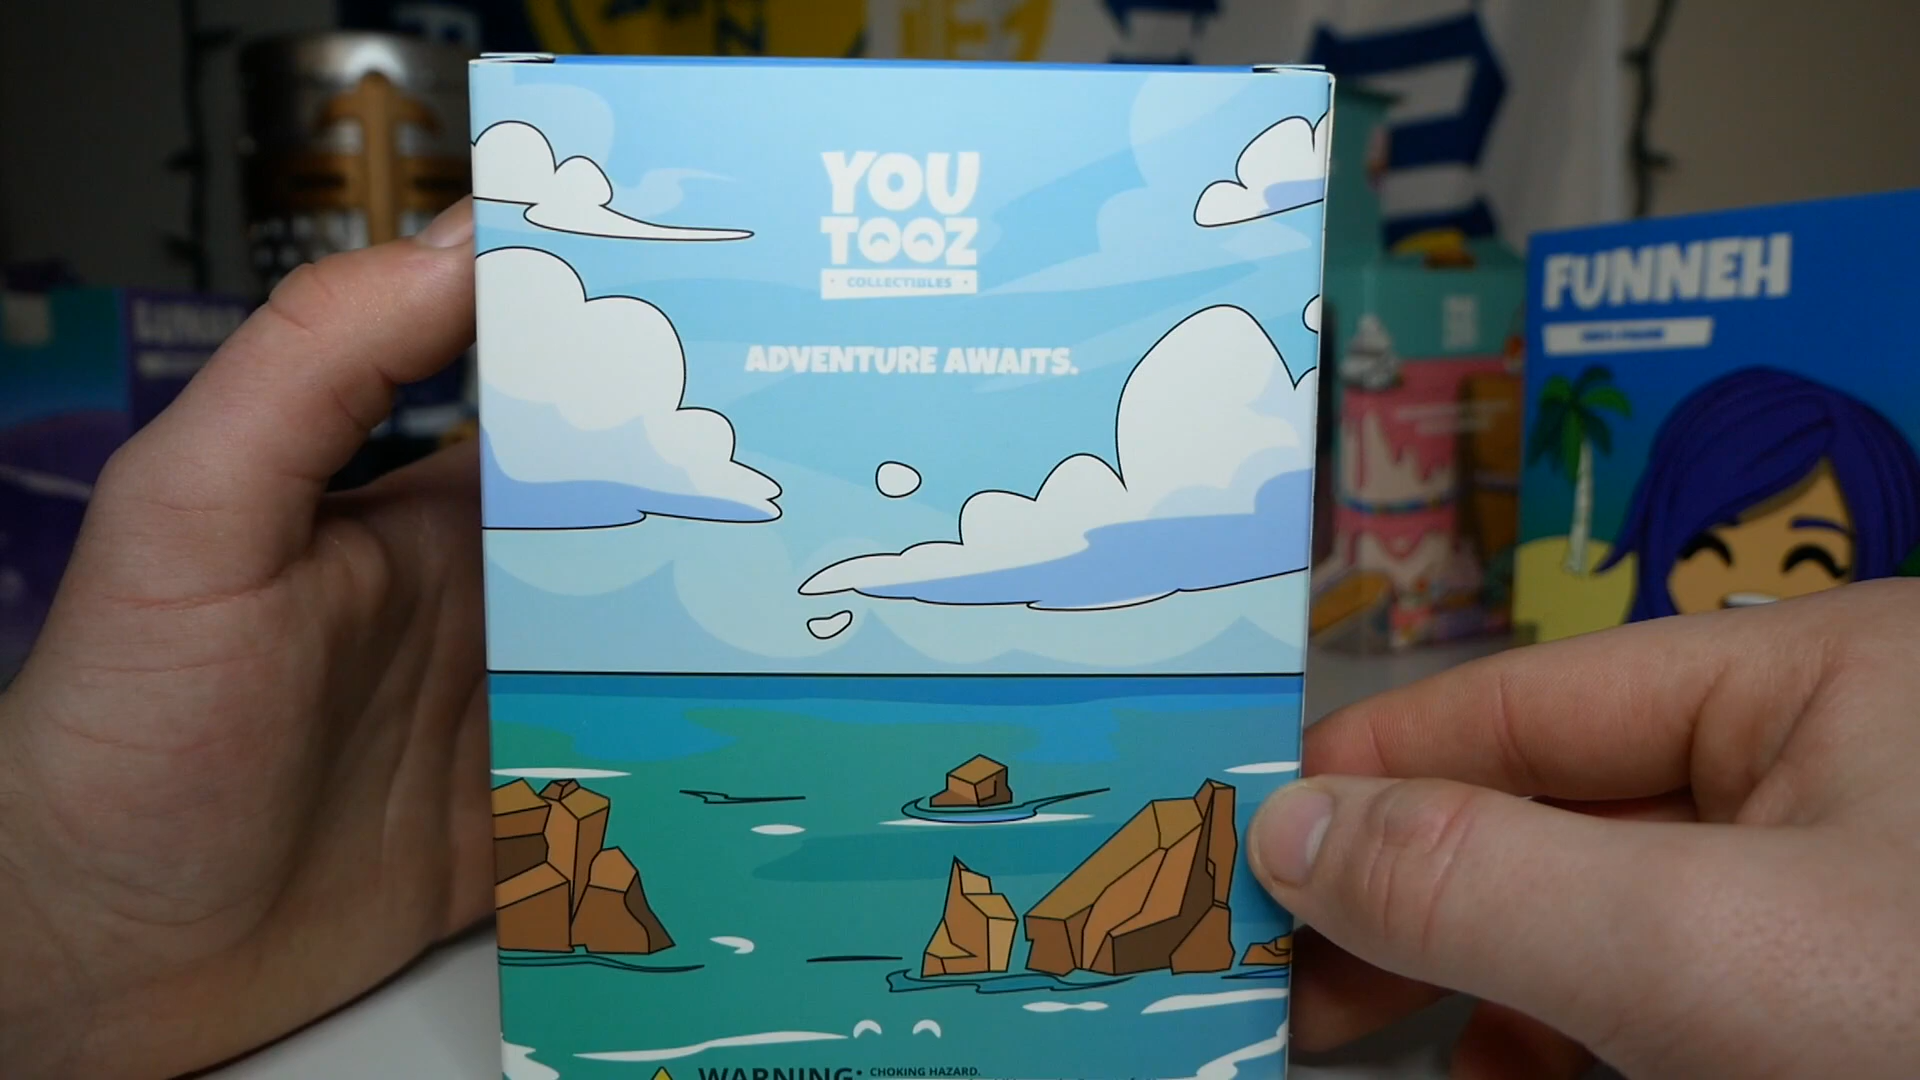 YOU
TOOZ
COLLECTIBLES
ADVENTURE AWAITS.
FUNNEH
WARNING: CHOKING HAZARD.